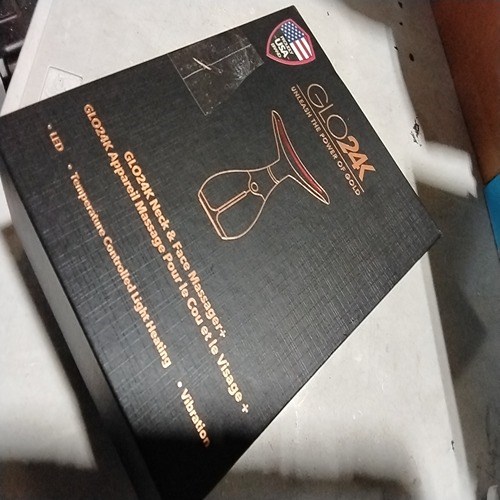 GLO24K
UNLEASH THE POWER OF GOLD
USA
GLO24K Neck & Face Massager+
GLO24K Appareil Massage Pour le Cou et le Visage +
• LED
• Temperature Controlled Light Heating
• Vibration